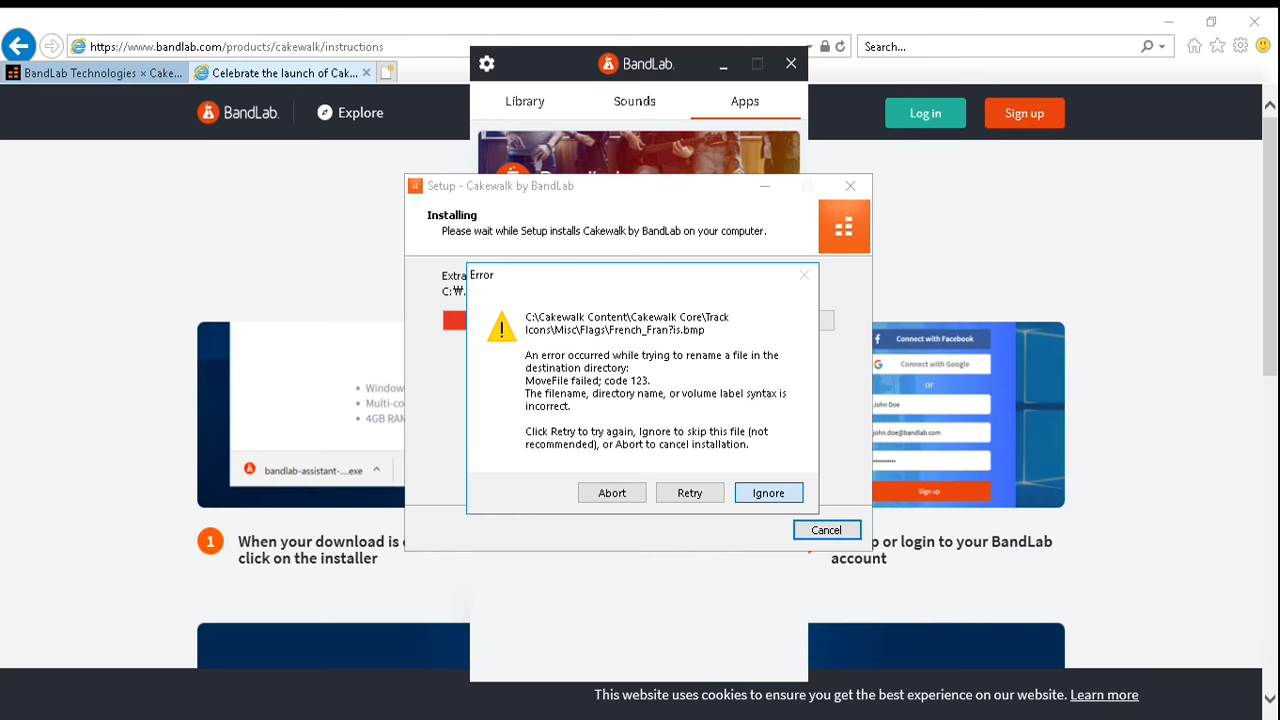 https://www.bandlab.com/products/cakewalk/instructions
Search...
BandLab Technologies × Cake...
Celebrate the launch of Cak...
BandLab.
Library
Sounds
Apps
BandLab.
Explore
Log in
Sign up
Setup - Cakewalk by BandLab
Installing
Please wait while Setup installs Cakewalk by BandLab on your computer.
Extra
C:₩.
Error
C:\Cakewalk Content\Cakewalk Core\Track
Icons\Misc\Flags\French_Fran?is.bmp
An error occurred while trying to rename a file in the
destination directory:
MoveFile failed; code 123.
The filename, directory name, or volume label syntax is
incorrect.
Click Retry to try again, Ignore to skip this file (not
recommended), or Abort to cancel installation.
Abort
Retry
Ignore
Cancel
Window
Multi-co
4GB RAM
bandlab-assistant-....exe
Connect with Facebook
Connect with Google
or
John Doe
john.doe@bandlab.com
Sign up
1
When your download is
click on the installer
or login to your BandLab
account
This website uses cookies to ensure you get the best experience on our website. Learn more